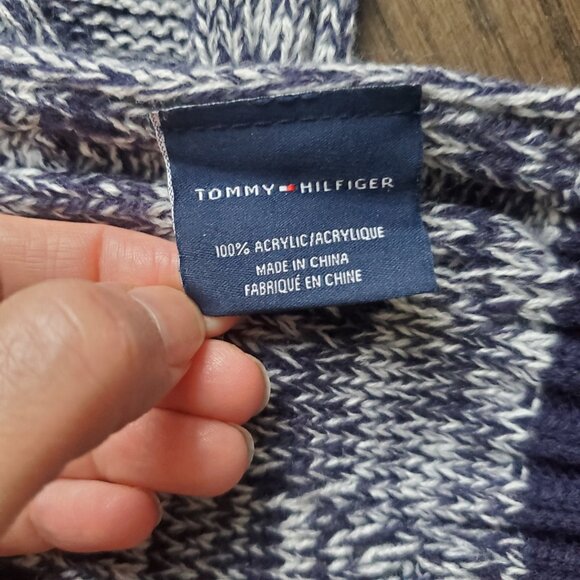 TOMMY HILFIGER
100% ACRYLIC/ACRYLIQUE
MADE IN CHINA
FABRIQUÉ EN CHINE